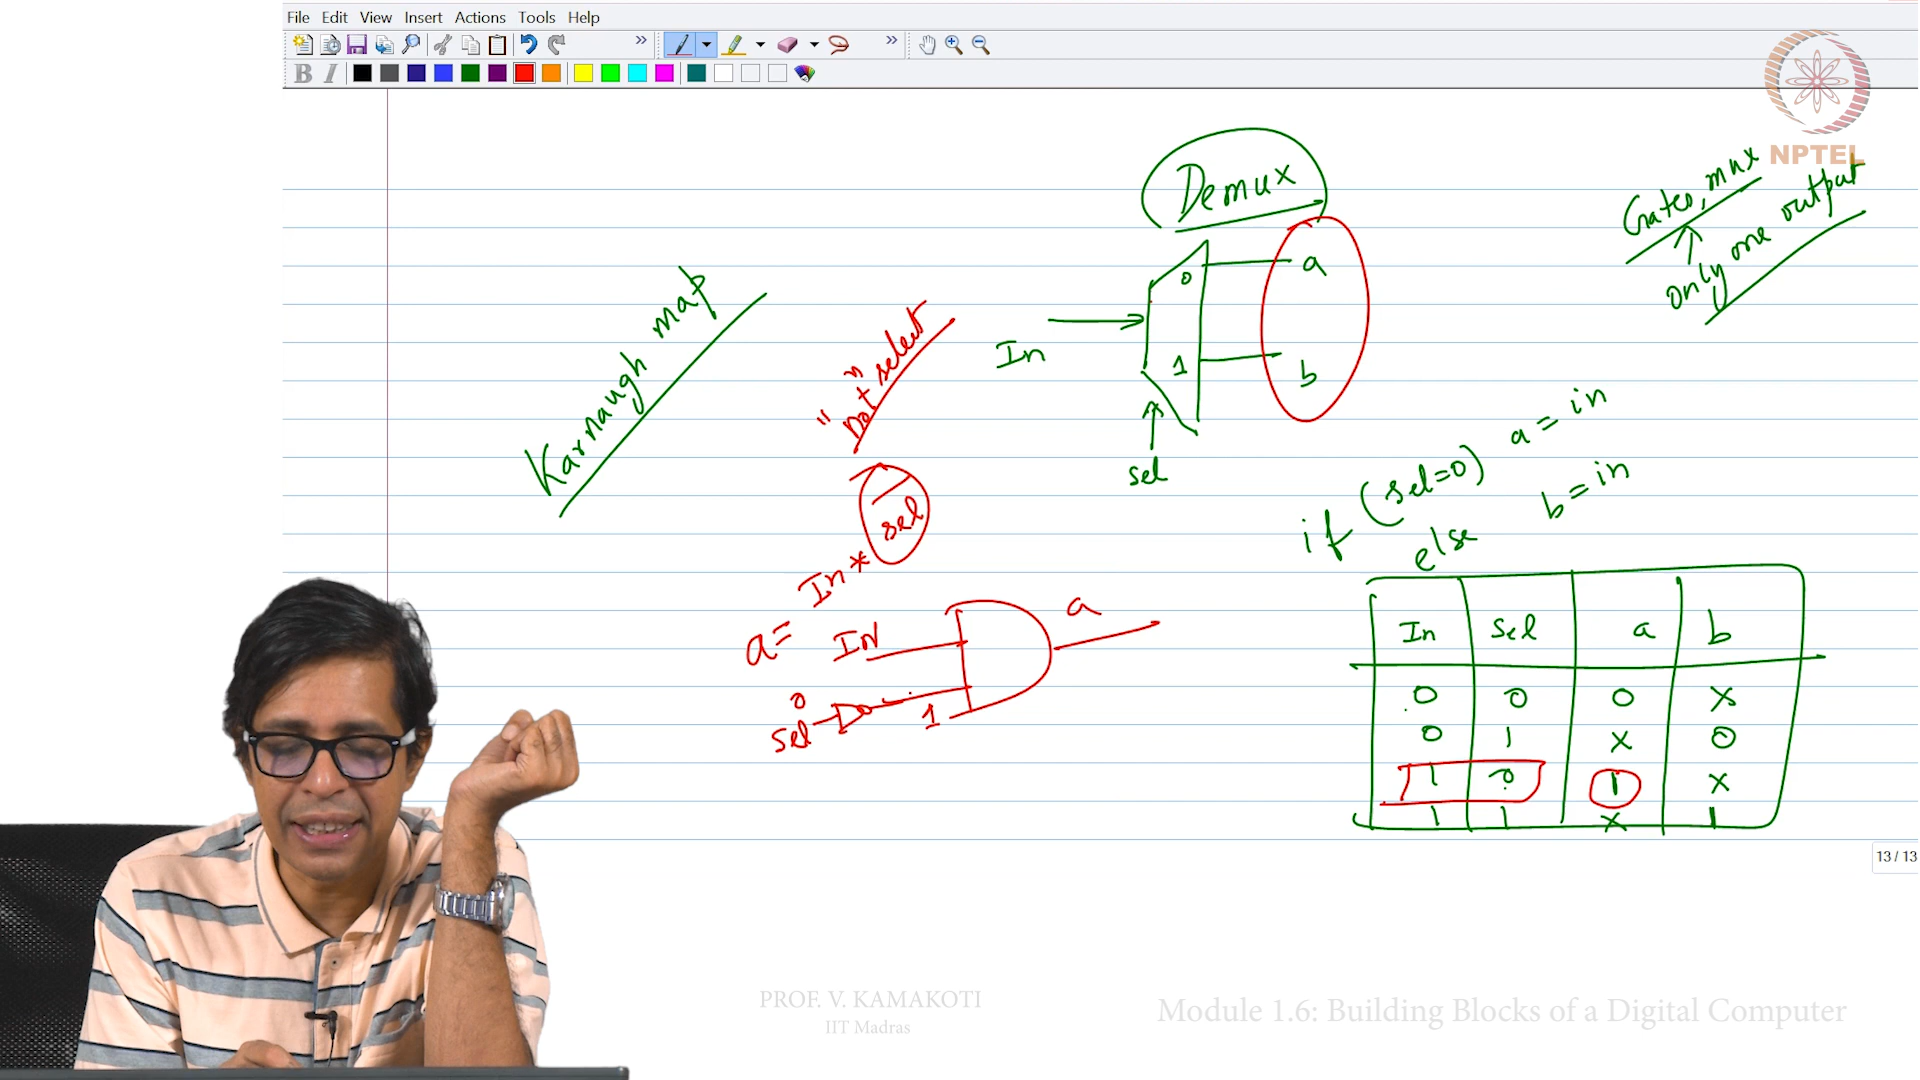 File Edit View Insert Actions Tools Help
B I
NPTEL
Demux
Gates, mux
only one output
0 a
In
1 b
sel
Karnaugh map
"not" select
a = In * sel
IN
a
0
sel
1
if (sel=0) a = in
else b = in
In Sel a b
0 0 0 x
0 1 x 0
1 0 1 x
1 1 x 1
13 / 13
PROF. V. KAMAKOTI
IIT Madras
Module 1.6: Building Blocks of a Digital Computer